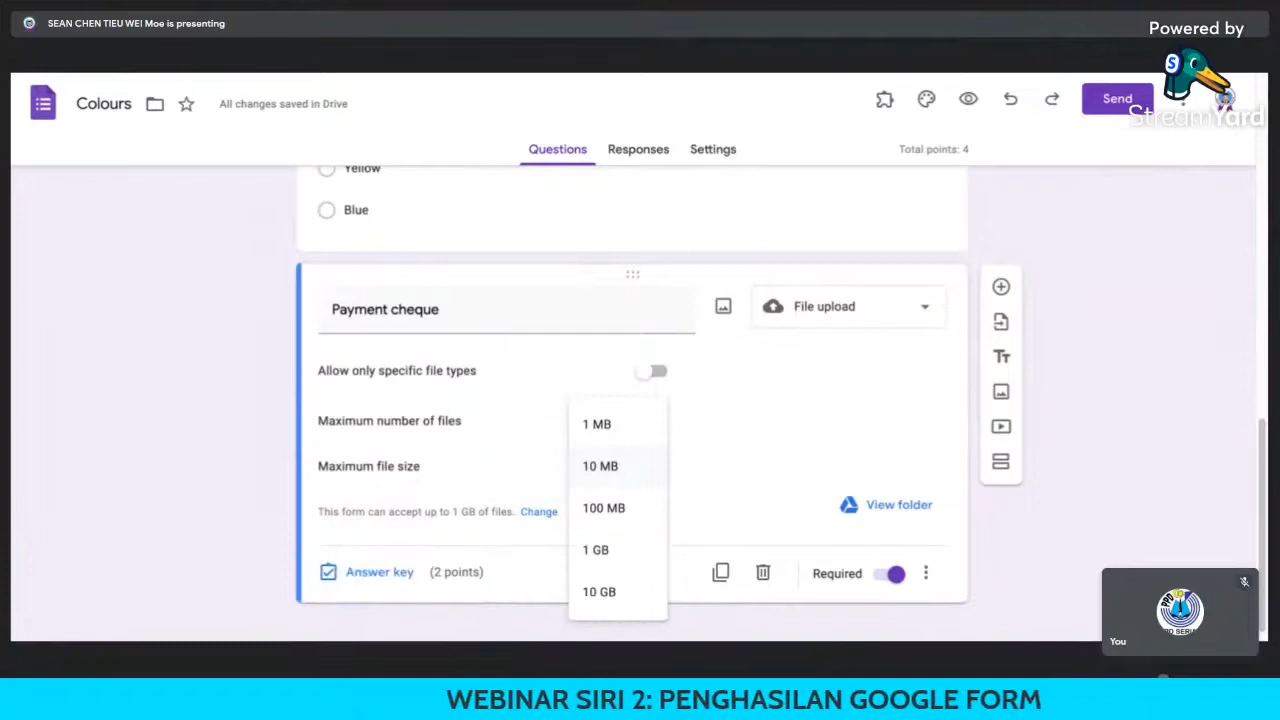 SEAN CHEN TIEU WEI Moe is presenting
Powered by
S
StreamYard
Colours
All changes saved in Drive
Send
Questions
Responses
Settings
Total points: 4
Yellow
Blue
Payment cheque
File upload
Allow only specific file types
Maximum number of files
1 MB
Maximum file size
10 MB
100 MB
This form can accept up to 1 GB of files. Change
View folder
1 GB
10 GB
Answer key (2 points)
Required
You
WEBINAR SIRI 2: PENGHASILAN GOOGLE FORM